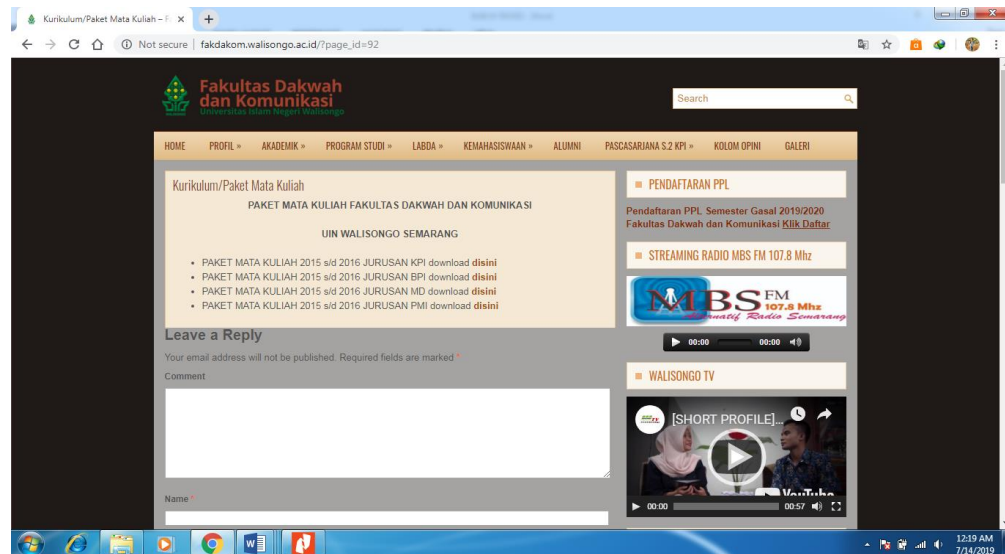 Kurikulum/Paket Mata Kuliah – F
Not secure | fakdakom.walisongo.ac.id/?page_id=92
Fakultas Dakwah
dan Komunikasi
Universitas Islam Negeri Walisongo
Search
HOME PROFIL » AKADEMIK » PROGRAM STUDI » LABDA » KEMAHASISWAAN » ALUMNI PASCASARJANA S.2 KPI » KOLOM OPINI GALERI
Kurikulum/Paket Mata Kuliah
PAKET MATA KULIAH FAKULTAS DAKWAH DAN KOMUNIKASI
UIN WALISONGO SEMARANG
• PAKET MATA KULIAH 2015 s/d 2016 JURUSAN KPI download disini
• PAKET MATA KULIAH 2015 s/d 2016 JURUSAN BPI download disini
• PAKET MATA KULIAH 2015 s/d 2016 JURUSAN MD download disini
• PAKET MATA KULIAH 2015 s/d 2016 JURUSAN PMI download disini
Leave a Reply
Your email address will not be published. Required fields are marked *
Comment
Name *
PENDAFTARAN PPL
Pendaftaran PPL Semester Gasal 2019/2020
Fakultas Dakwah dan Komunikasi Klik Daftar
STREAMING RADIO MBS FM 107.8 Mhz
MBS FM
107.8 Mhz
Alternatif Radio Semarang
00:00 00:00
WALISONGO TV
[SHORT PROFILE]...
YouTube
00:00 00:57
12:19 AM
7/14/2019